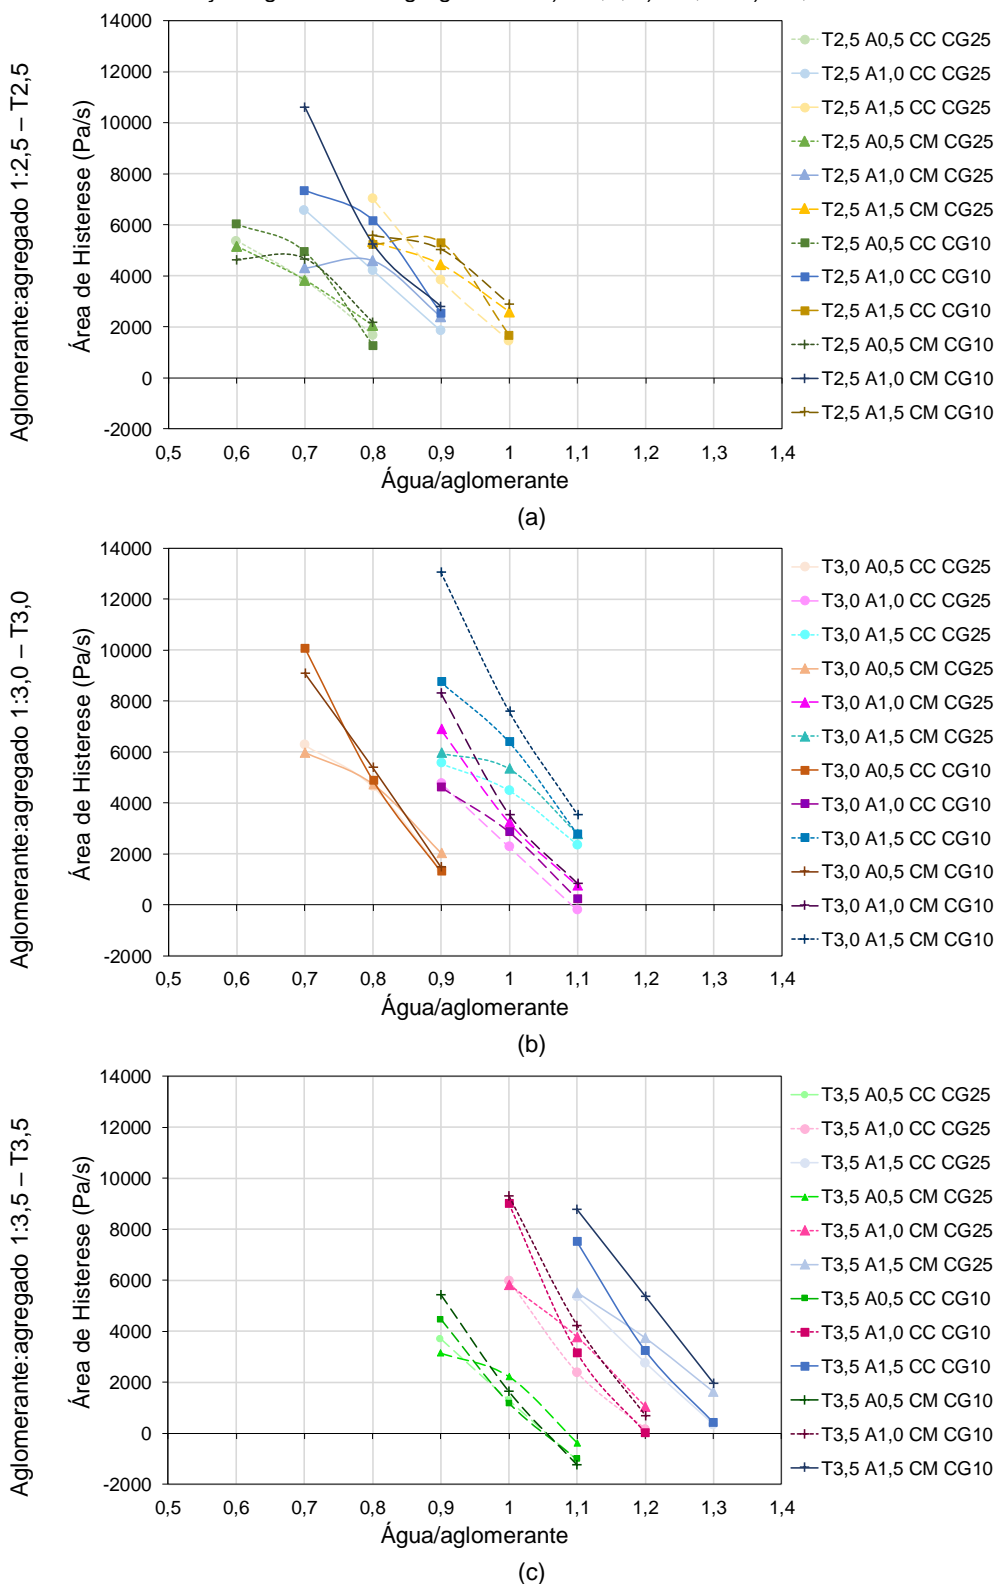 Aglomerante:agregado 1:2,5 – T2,5
Área de Histerese (Pa/s)
14000
12000
10000
8000
6000
4000
2000
0
-2000
0,5 0,6 0,7 0,8 0,9 1 1,1 1,2 1,3 1,4
Água/aglomerante
T2,5 A0,5 CC CG25
T2,5 A1,0 CC CG25
T2,5 A1,5 CC CG25
T2,5 A0,5 CM CG25
T2,5 A1,0 CM CG25
T2,5 A1,5 CM CG25
T2,5 A0,5 CC CG10
T2,5 A1,0 CC CG10
T2,5 A1,5 CC CG10
T2,5 A0,5 CM CG10
T2,5 A1,0 CM CG10
T2,5 A1,5 CM CG10
(a)
Aglomerante:agregado 1:3,0 – T3,0
Área de Histerese (Pa/s)
14000
12000
10000
8000
6000
4000
2000
0
-2000
0,5 0,6 0,7 0,8 0,9 1 1,1 1,2 1,3 1,4
Água/aglomerante
T3,0 A0,5 CC CG25
T3,0 A1,0 CC CG25
T3,0 A1,5 CC CG25
T3,0 A0,5 CM CG25
T3,0 A1,0 CM CG25
T3,0 A1,5 CM CG25
T3,0 A0,5 CC CG10
T3,0 A1,0 CC CG10
T3,0 A1,5 CC CG10
T3,0 A0,5 CM CG10
T3,0 A1,0 CM CG10
T3,0 A1,5 CM CG10
(b)
Aglomerante:agregado 1:3,5 – T3,5
Área de Histerese (Pa/s)
14000
12000
10000
8000
6000
4000
2000
0
-2000
0,5 0,6 0,7 0,8 0,9 1 1,1 1,2 1,3 1,4
Água/aglomerante
T3,5 A0,5 CC CG25
T3,5 A1,0 CC CG25
T3,5 A1,5 CC CG25
T3,5 A0,5 CM CG25
T3,5 A1,0 CM CG25
T3,5 A1,5 CM CG25
T3,5 A0,5 CC CG10
T3,5 A1,0 CC CG10
T3,5 A1,5 CC CG10
T3,5 A0,5 CM CG10
T3,5 A1,0 CM CG10
T3,5 A1,5 CM CG10
(c)